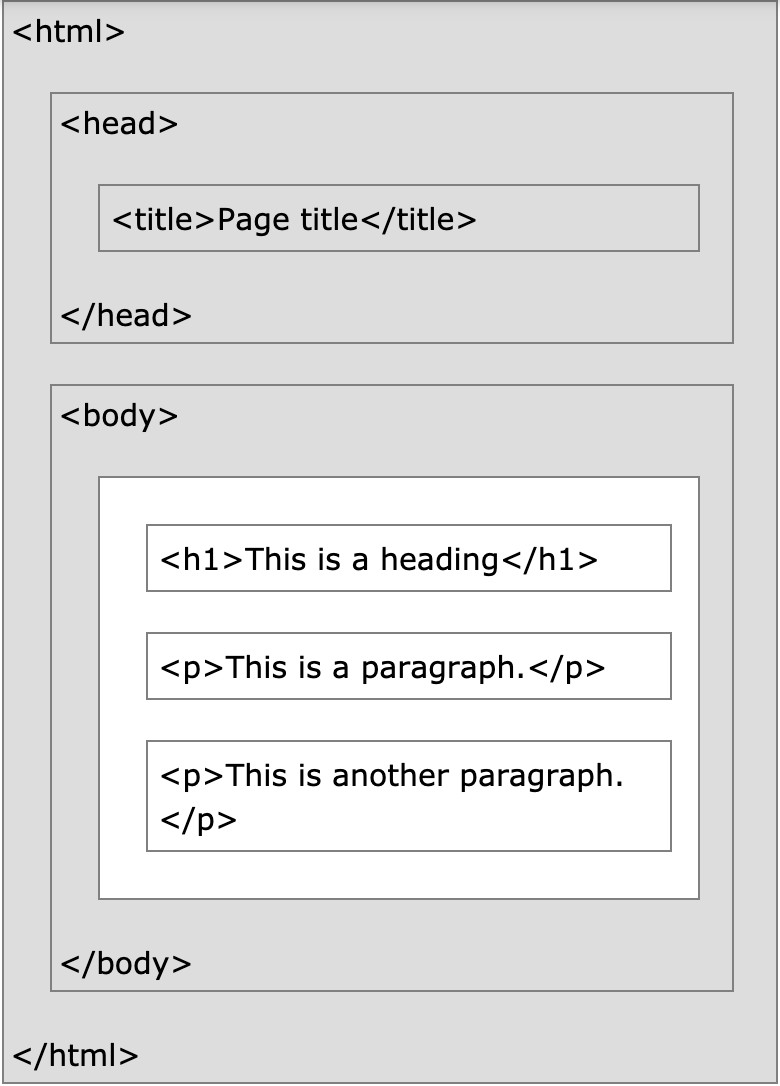 <html>
<head>
<title>Page title</title>
</head>
<body>
<h1>This is a heading</h1>
<p>This is a paragraph.</p>
<p>This is another paragraph.
</p>
</body>
</html>